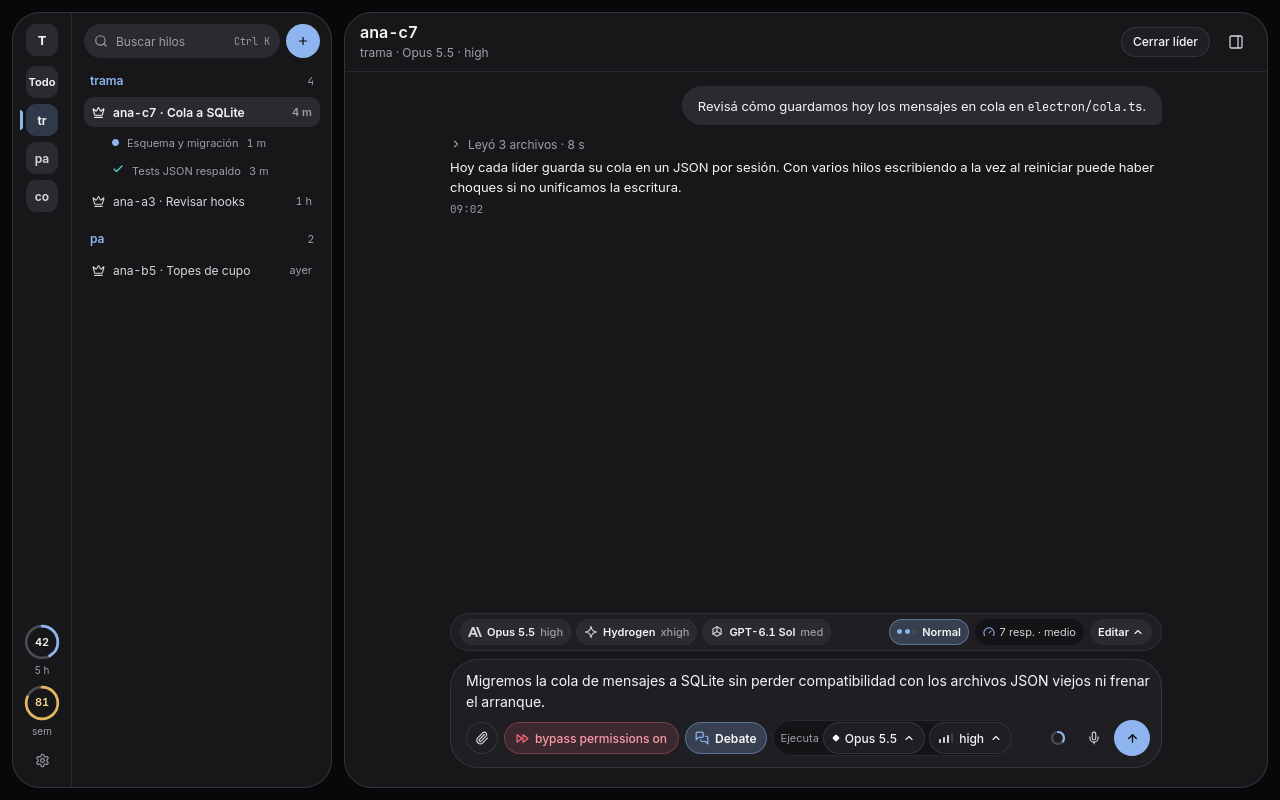 T
Todo
tr
pa
co
42
5 h
81
sem
Buscar hilos Ctrl K
trama 4
ana-c7 · Cola a SQLite 4 m
Esquema y migración 1 m
Tests JSON respaldo 3 m
ana-a3 · Revisar hooks 1 h
pa 2
ana-b5 · Topes de cupo ayer
ana-c7
trama · Opus 5.5 · high
Cerrar líder
Revisá cómo guardamos hoy los mensajes en cola en electron/cola.ts.
Leyó 3 archivos · 8 s
Hoy cada líder guarda su cola en un JSON por sesión. Con varios hilos escribiendo a la vez al reiniciar puede haber
choques si no unificamos la escritura.
09:02
Opus 5.5 high Hydrogen xhigh GPT-6.1 Sol med Normal 7 resp. · medio Editar
Migremos la cola de mensajes a SQLite sin perder compatibilidad con los archivos JSON viejos ni frenar
el arranque.
bypass permissions on Debate Ejecuta Opus 5.5 high